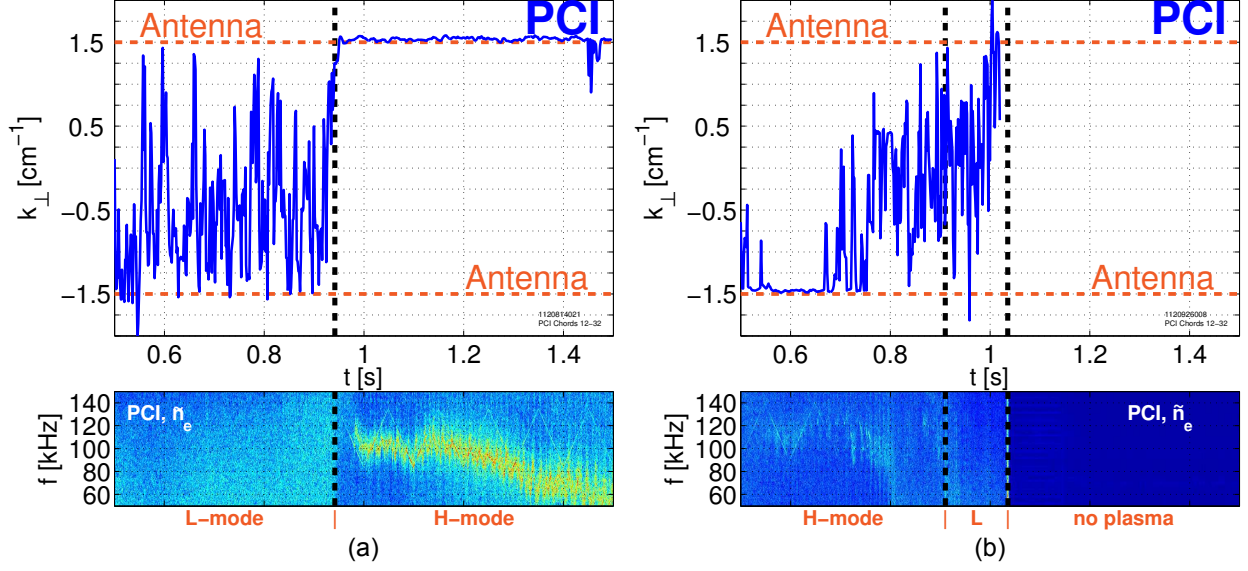 Antenna
PCI
1.5
0.5
−0.5
−1.5
k⊥ [cm⁻¹]
Antenna
1120814021
PCI Chords 12−32
0.6 0.8 1 1.2 1.4
t [s]
140
120
100
80
60
f [kHz]
PCI, ñe
L−mode | H−mode
(a)
Antenna
PCI
1.5
0.5
−0.5
−1.5
k⊥ [cm⁻¹]
Antenna
1120926008
PCI Chords 12−32
0.6 0.8 1 1.2 1.4
t [s]
140
120
100
80
60
f [kHz]
PCI, ñe
H−mode | L | no plasma
(b)